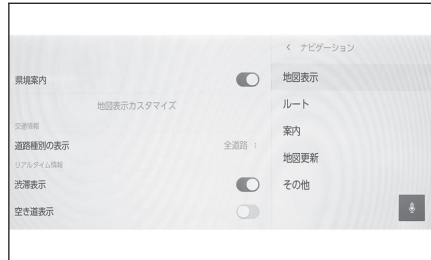 県境案内
地図表示カスタマイズ
交通情報
道路種別の表示
全道路
リアルタイム情報
渋滞表示
空き道表示
ナビゲーション
地図表示
ルート
案内
地図更新
その他